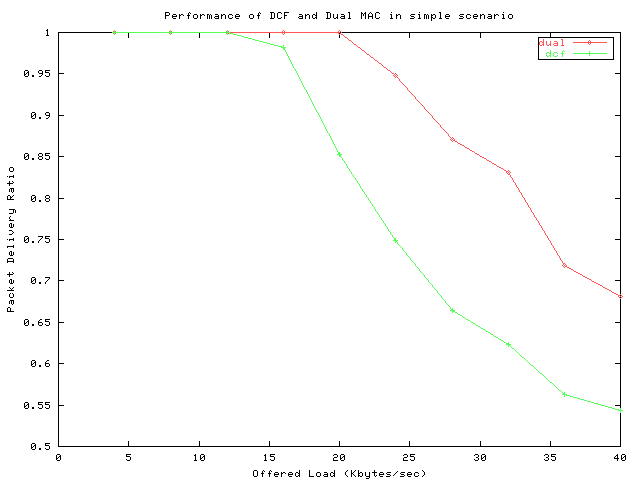 Performance of DCF and Dual MAC in simple scenario
dual
dcf
1
0.95
0.9
0.85
0.8
0.75
0.7
0.65
0.6
0.55
0.5
Packet Delivery Ratio
0 5 10 15 20 25 30 35 40
Offered Load (Kbytes/sec)